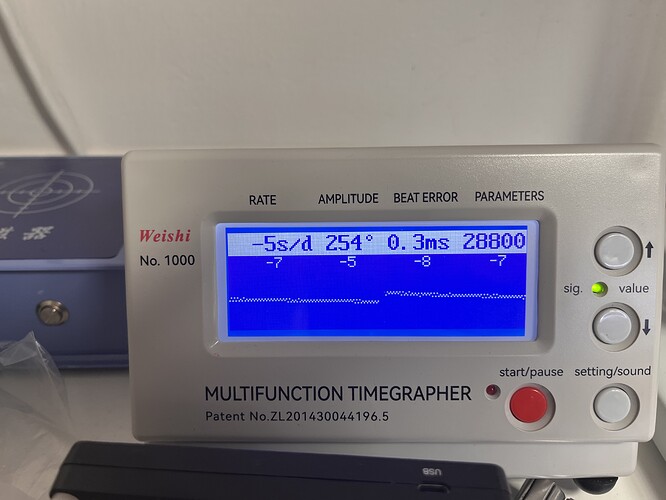 RATE AMPLITUDE BEAT ERROR PARAMETERS
Weishi
No. 1000
-5s/d 254° 0.3ms 28800
-7 -5 -8 -7
sig. value
start/pause setting/sound
MULTIFUNCTION TIMEGRAPHER
Patent No.ZL201430044196.5
器
USB